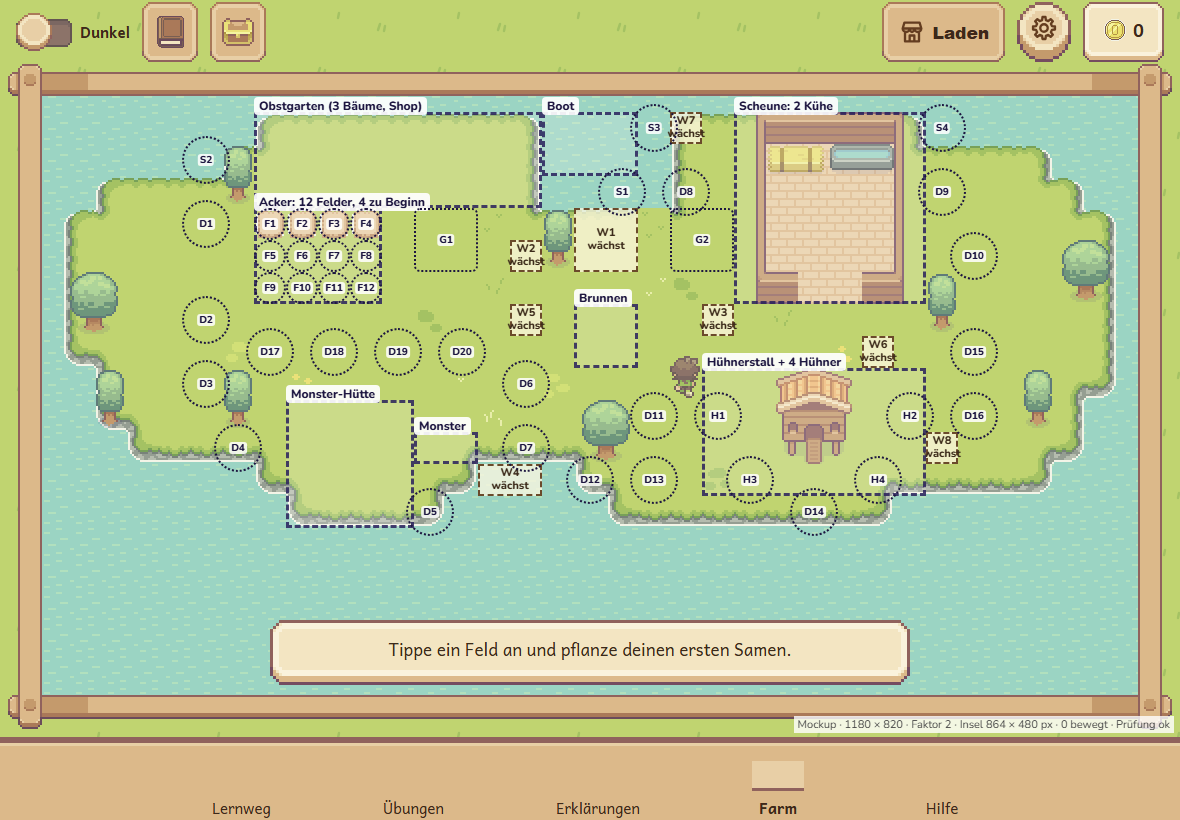 Dunkel
Laden
0
Obstgarten (3 Bäume, Shop)
Boot
Scheune: 2 Kühe
S3
W7
wächst
S4
S2
S1
D8
D9
Acker: 12 Felder, 4 zu Beginn
D1
F1 F2 F3 F4
G1
W1
wächst
G2
W2
wächst
F5 F6 F7 F8
D10
F9 F10 F11 F12
Brunnen
D2
W5
wächst
W3
wächst
D17 D18 D19 D20
W6
wächst
D15
Hühnerstall + 4 Hühner
D3
D6
Monster-Hütte
D11
H1
H2
D16
Monster
D4
D7
W8
wächst
W4
wächst
D12
D13
H3
H4
D5
D14
Tippe ein Feld an und pflanze deinen ersten Samen.
Mockup · 1180 × 820 · Faktor 2 · Insel 864 × 480 px · 0 bewegt · Prüfung ok
Lernweg
Übungen
Erklärungen
Farm
Hilfe